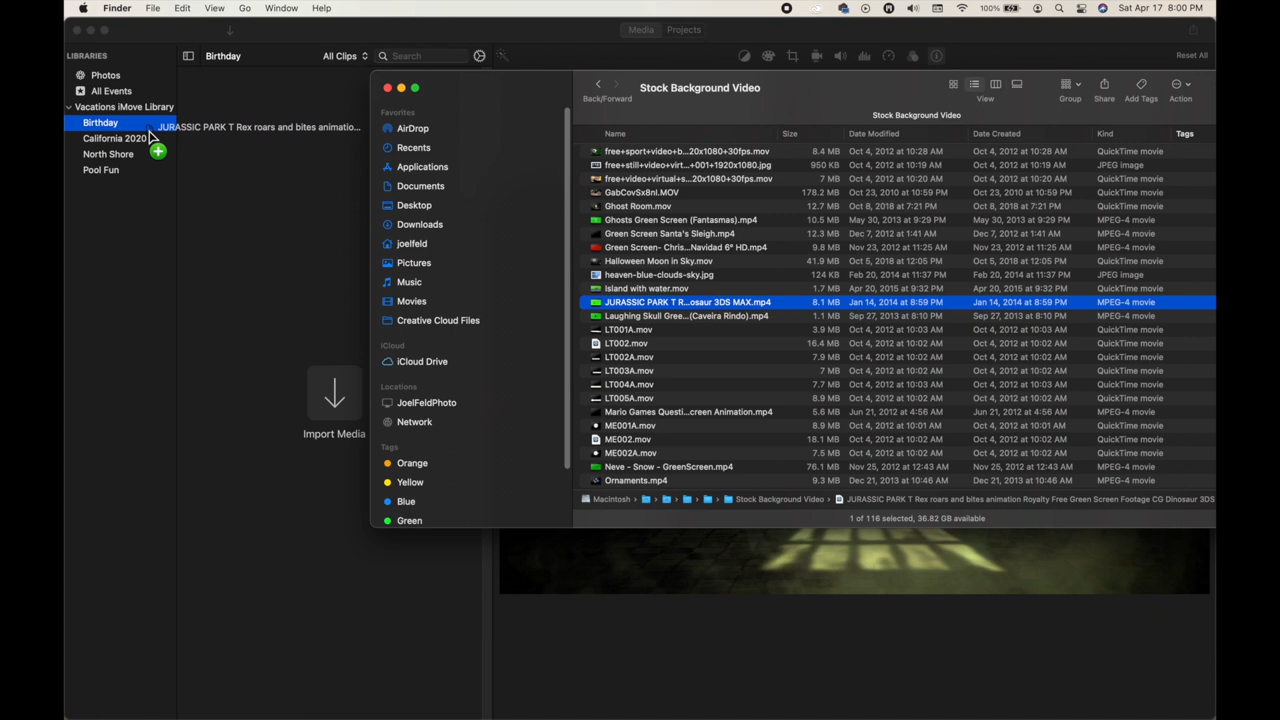 Finder File Edit View Go Window Help 100% Sat Apr 17 8:00 PM
Media Projects
LIBRARIES Birthday All Clips Search Reset All
Photos
All Events
Vacations iMove Library
Birthday
JURASSIC PARK T Rex roars and bites animatio...
California 2020
North Shore
Pool Fun
Import Media
Stock Background Video
Back/Forward View Group Share Add Tags Action
Favorites
AirDrop
Recents
Applications
Documents
Desktop
Downloads
joelfeld
Pictures
Music
Movies
Creative Cloud Files
iCloud
iCloud Drive
Locations
JoelFeldPhoto
Network
Tags
Orange
Yellow
Blue
Green
Stock Background Video
Name Size Date Modified Date Created Kind Tags
free+sport+video+b...20x1080+30fps.mov 8.4 MB Oct 4, 2012 at 10:28 AM Oct 4, 2012 at 10:28 AM QuickTime movie
free+still+video+virt...+001+1920x1080.jpg 950 KB Oct 4, 2012 at 10:19 AM Oct 4, 2012 at 10:19 AM JPEG image
free+video+virtual+s...20x1080+30fps.mov 7 MB Oct 4, 2012 at 10:20 AM Oct 4, 2012 at 10:20 AM QuickTime movie
GabCovSx8nl.MOV 178.2 MB Oct 23, 2010 at 10:59 PM Oct 23, 2010 at 10:59 PM QuickTime movie
Ghost Room.mov 12.7 MB Oct 8, 2018 at 7:21 PM Oct 8, 2018 at 7:21 PM QuickTime movie
Ghosts Green Screen (Fantasmas).mp4 10.5 MB May 30, 2013 at 9:29 PM May 30, 2013 at 9:29 PM MPEG-4 movie
Green Screen Santa's Sleigh.mp4 12.3 MB Dec 7, 2012 at 1:41 AM Dec 7, 2012 at 1:41 AM MPEG-4 movie
Green Screen- Chris...Navidad 6° HD.mp4 9.8 MB Nov 23, 2012 at 11:25 AM Nov 23, 2012 at 11:25 AM MPEG-4 movie
Halloween Moon in Sky.mov 41.9 MB Oct 5, 2018 at 12:05 PM Oct 5, 2018 at 12:05 PM QuickTime movie
heaven-blue-clouds-sky.jpg 124 KB Feb 20, 2014 at 11:37 PM Feb 20, 2014 at 11:37 PM JPEG image
Island with water.mov 1.7 MB Apr 20, 2015 at 9:32 PM Apr 20, 2015 at 9:32 PM QuickTime movie
JURASSIC PARK T R...osaur 3DS MAX.mp4 8.1 MB Jan 14, 2014 at 8:59 PM Jan 14, 2014 at 8:59 PM MPEG-4 movie
Laughing Skull Gree...(Caveira Rindo).mp4 1.1 MB Sep 27, 2013 at 8:10 PM Sep 27, 2013 at 8:10 PM MPEG-4 movie
LT001A.mov 3.9 MB Oct 4, 2012 at 10:03 AM Oct 4, 2012 at 10:03 AM QuickTime movie
LT002.mov 16.4 MB Oct 4, 2012 at 10:02 AM Oct 4, 2012 at 10:02 AM QuickTime movie
LT002A.mov 7.9 MB Oct 4, 2012 at 10:02 AM Oct 4, 2012 at 10:02 AM QuickTime movie
LT003A.mov 7 MB Oct 4, 2012 at 10:02 AM Oct 4, 2012 at 10:02 AM QuickTime movie
LT004A.mov 7.7 MB Oct 4, 2012 at 10:02 AM Oct 4, 2012 at 10:02 AM QuickTime movie
LT005A.mov 8.9 MB Oct 4, 2012 at 10:02 AM Oct 4, 2012 at 10:02 AM QuickTime movie
Mario Games Questi...creen Animation.mp4 5.6 MB Jun 21, 2012 at 4:56 AM Jun 21, 2012 at 4:56 AM MPEG-4 movie
ME001A.mov 8.9 MB Oct 4, 2012 at 10:01 AM Oct 4, 2012 at 10:01 AM QuickTime movie
ME002.mov 18.1 MB Oct 4, 2012 at 10:02 AM Oct 4, 2012 at 10:02 AM QuickTime movie
ME002A.mov 7.5 MB Oct 4, 2012 at 10:02 AM Oct 4, 2012 at 10:02 AM QuickTime movie
Neve - Snow - GreenScreen.mp4 76.1 MB Nov 25, 2012 at 12:43 AM Nov 25, 2012 at 12:43 AM MPEG-4 movie
Ornaments.mp4 9.3 MB Dec 21, 2013 at 10:46 AM Dec 21, 2013 at 10:46 AM MPEG-4 movie
Macintosh Stock Background Video JURASSIC PARK T Rex roars and bites animation Royalty Free Green Screen Footage CG Dinosaur 3DS
1 of 116 selected, 36.82 GB available